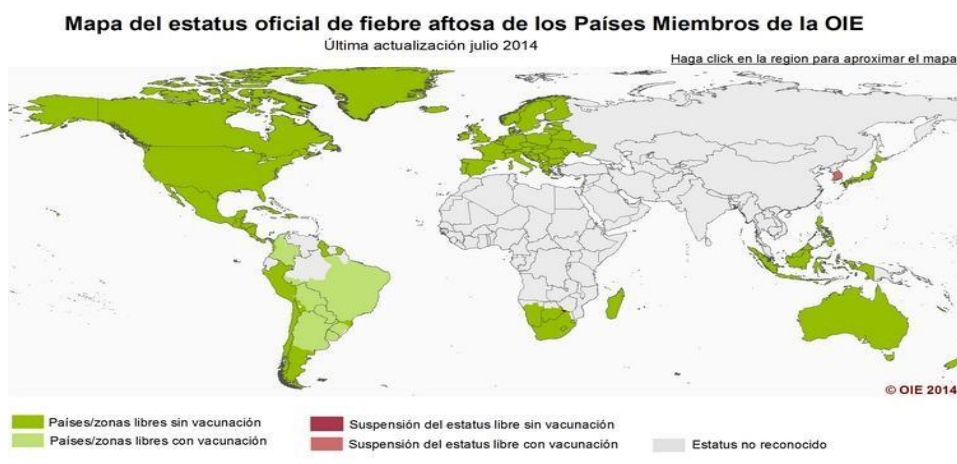 Mapa del estatus oficial de fiebre aftosa de los Países Miembros de la OIE
Última actualización julio 2014
Haga click en la region para aproximar el mapa
© OIE 2014
Países/zonas libres sin vacunación
Países/zonas libres con vacunación
Suspensión del estatus libre sin vacunación
Suspensión del estatus libre con vacunación
Estatus no reconocido